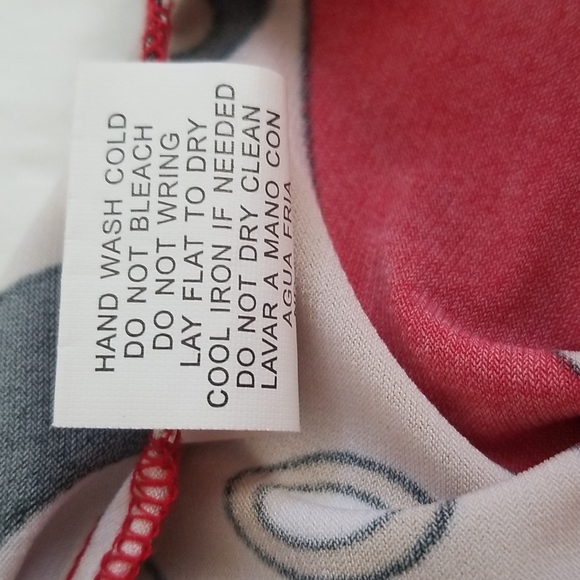 HAND WASH COLD
DO NOT BLEACH
DO NOT WRING
LAY FLAT TO DRY
COOL IRON IF NEEDED
DO NOT DRY CLEAN
LAVAR A MANO CON
AGUA FRIA